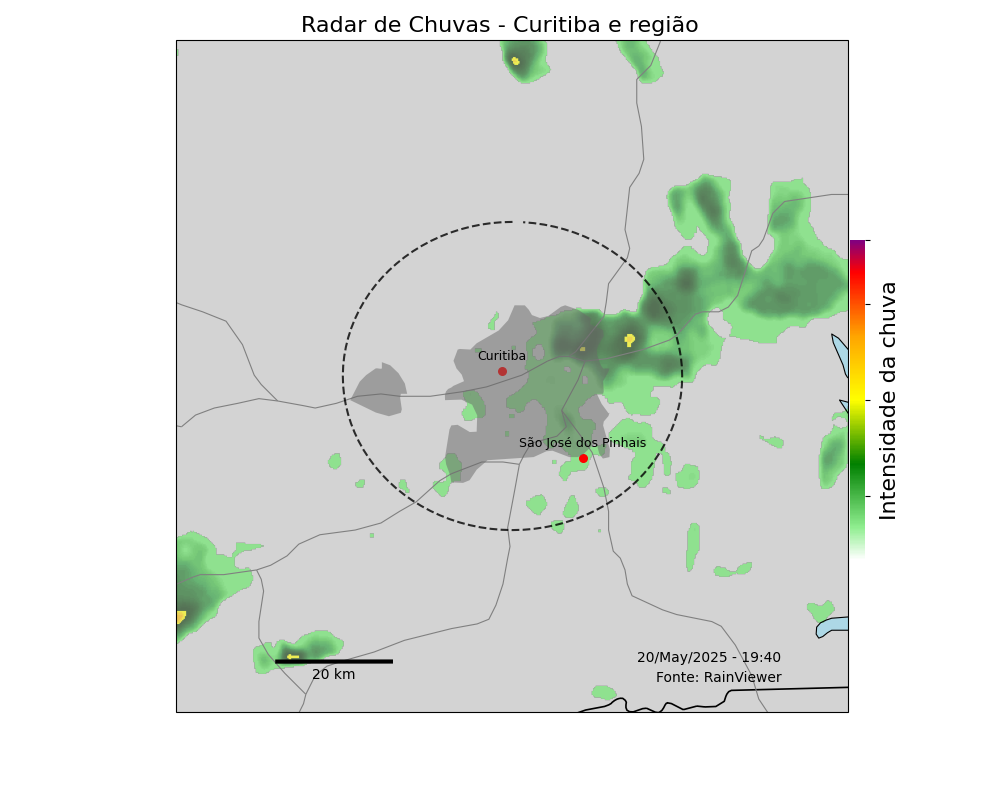 Radar de Chuvas - Curitiba e região
Curitiba
São José dos Pinhais
Intensidade da chuva
20/May/2025 - 19:40
Fonte: RainViewer
20 km